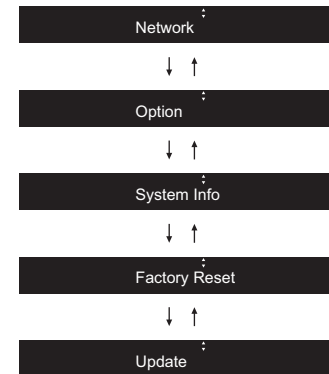 Network
Option
System Info
Factory Reset
Update